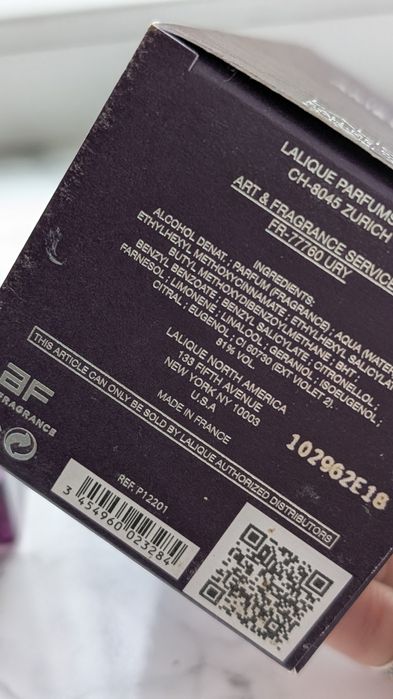 LALIQUE PARFUMS
CH-8045 ZURICH
ART & FRAGRANCE SERVICES
FR-77760 URY
INGREDIENTS:
ALCOHOL DENAT ; PARFUM (FRAGRANCE) ; AQUA (WATER)
ETHYLHEXYL METHOXYCINNAMATE ; ETHYLHEXYL SALICYLATE
BUTYL METHOXYDIBENZOYLMETHANE ; BHT
BENZYL BENZOATE ; BENZYL SALICYLATE ; CITRONELLOL
FARNESOL ; LIMONENE ; LINALOOL ; GERANIOL ; ISOEUGENOL ;
CITRAL ; EUGENOL ; CI 60730 (EXT VIOLET 2).
81% VOL.
LALIQUE NORTH AMERICA
133 FIFTH AVENUE
NEW YORK NY 10003
U.S.A
MADE IN FRANCE
102962E18
THIS ARTICLE CAN ONLY BE SOLD BY LALIQUE AUTHORIZED DISTRIBUTORS
AF
FRAGRANCE
REF. P12201
3 454960 023284